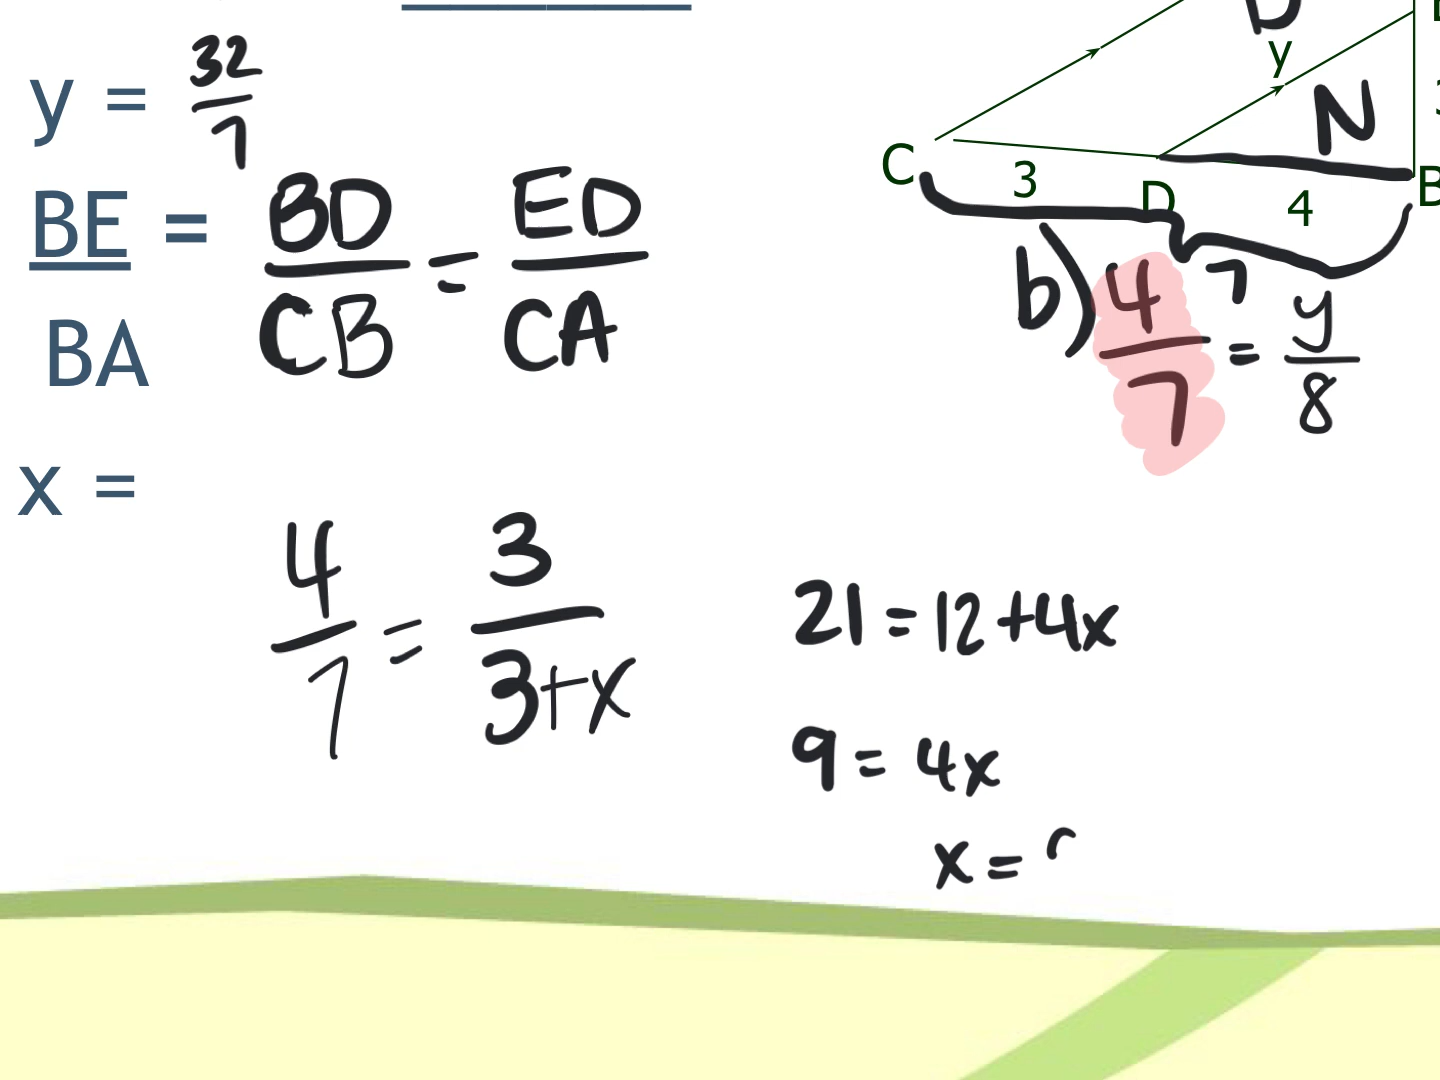 y = 32/7
BE/BA = BD/CB = ED/CA
x =
4/7 = 3/3+x
21 = 12+4x
9 = 4x
x =
y
N
C 3 D 4 B
7
b) 4/7 = y/8